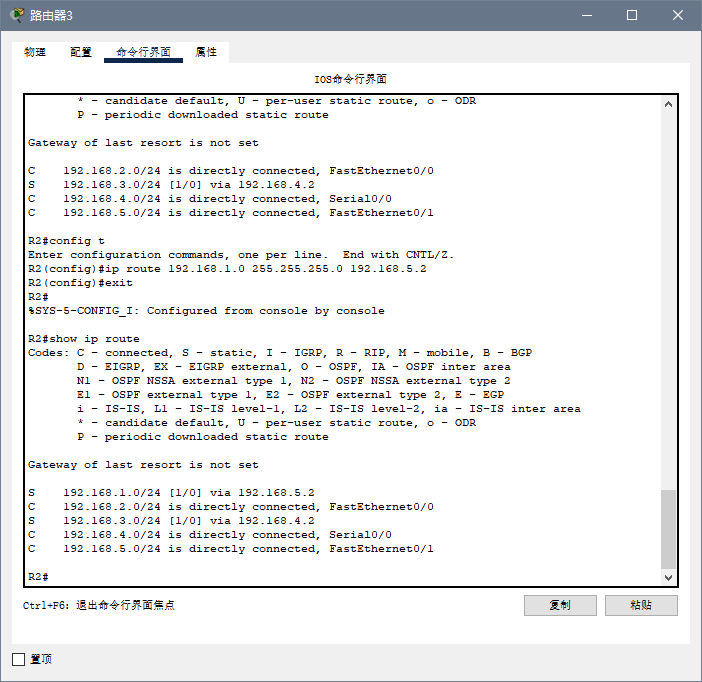 路由器3
物理 配置 命令行界面 属性
IOS命令行界面
* - candidate default, U - per-user static route, o - ODR
P - periodic downloaded static route
Gateway of last resort is not set
C    192.168.2.0/24 is directly connected, FastEthernet0/0
S    192.168.3.0/24 [1/0] via 192.168.4.2
C    192.168.4.0/24 is directly connected, Serial0/0
C    192.168.5.0/24 is directly connected, FastEthernet0/1
R2#config t
Enter configuration commands, one per line.  End with CNTL/Z.
R2(config)#ip route 192.168.1.0 255.255.255.0 192.168.5.2
R2(config)#exit
R2#
%SYS-5-CONFIG_I: Configured from console by console
R2#show ip route
Codes: C - connected, S - static, I - IGRP, R - RIP, M - mobile, B - BGP
D - EIGRP, EX - EIGRP external, O - OSPF, IA - OSPF inter area
N1 - OSPF NSSA external type 1, N2 - OSPF NSSA external type 2
E1 - OSPF external type 1, E2 - OSPF external type 2, E - EGP
i - IS-IS, L1 - IS-IS level-1, L2 - IS-IS level-2, ia - IS-IS inter area
* - candidate default, U - per-user static route, o - ODR
P - periodic downloaded static route
Gateway of last resort is not set
S    192.168.1.0/24 [1/0] via 192.168.5.2
C    192.168.2.0/24 is directly connected, FastEthernet0/0
S    192.168.3.0/24 [1/0] via 192.168.4.2
C    192.168.4.0/24 is directly connected, Serial0/0
C    192.168.5.0/24 is directly connected, FastEthernet0/1
R2#
Ctrl+F6: 退出命令行界面焦点 复制 粘贴
置顶